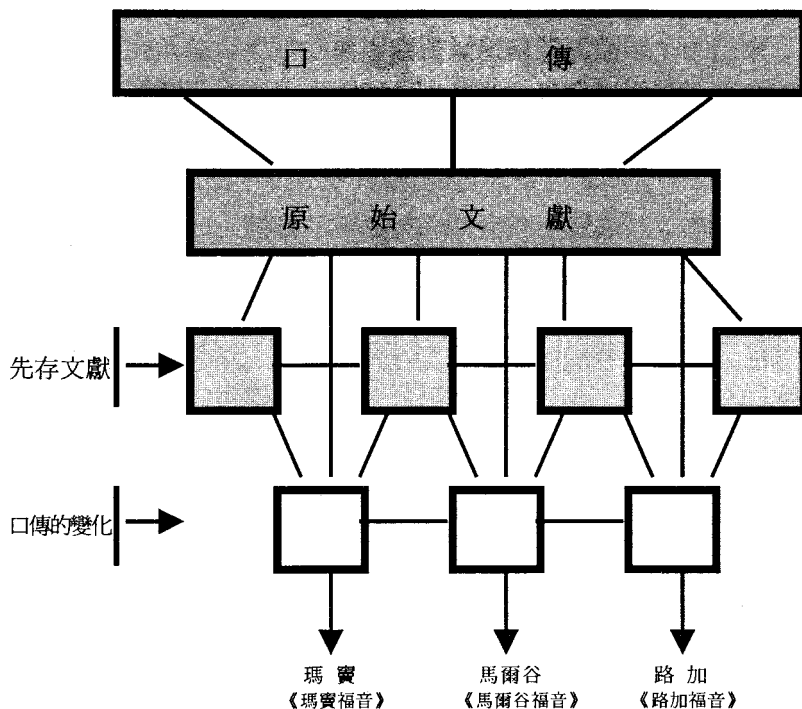 口傳
原始文獻
先存文獻
口傳的變化
瑪竇 馬爾谷 路加
《瑪竇福音》 《馬爾谷福音》 《路加福音》